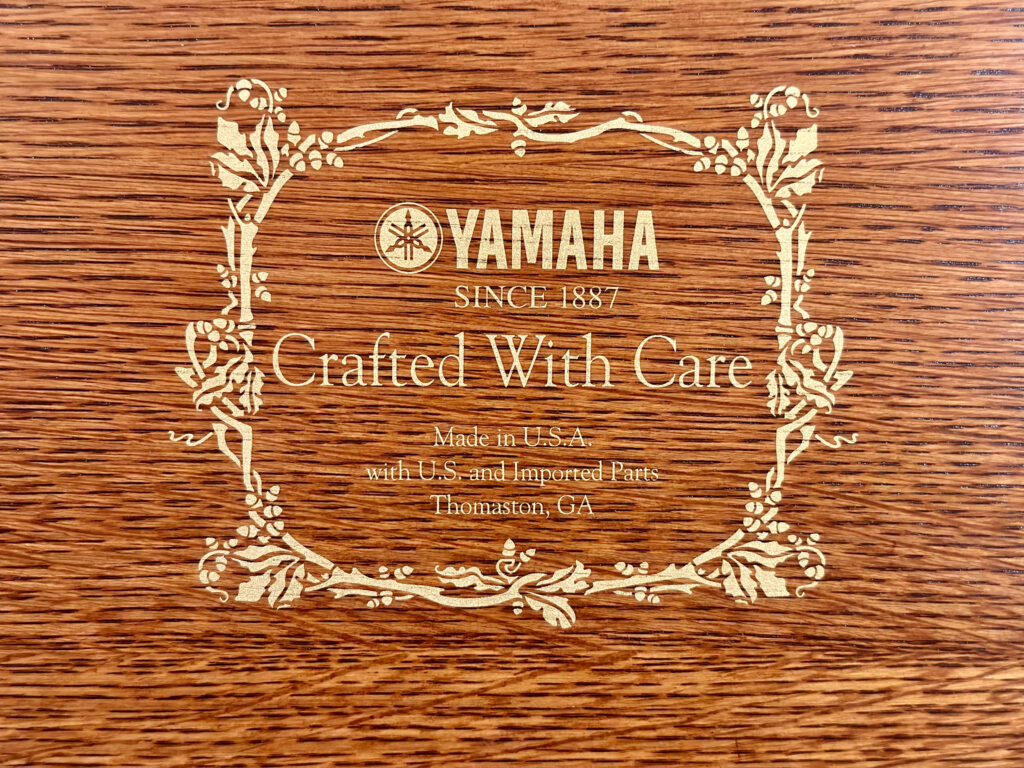 YAMAHA
SINCE 1887
Crafted With Care
Made in U.S.A.
with U.S. and Imported Parts
Thomaston, GA